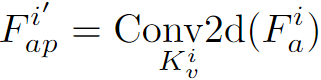 $F_{ap}^{i'} = \underset{K_v^i}{\mathrm{Conv2d}}(F_a^i)$